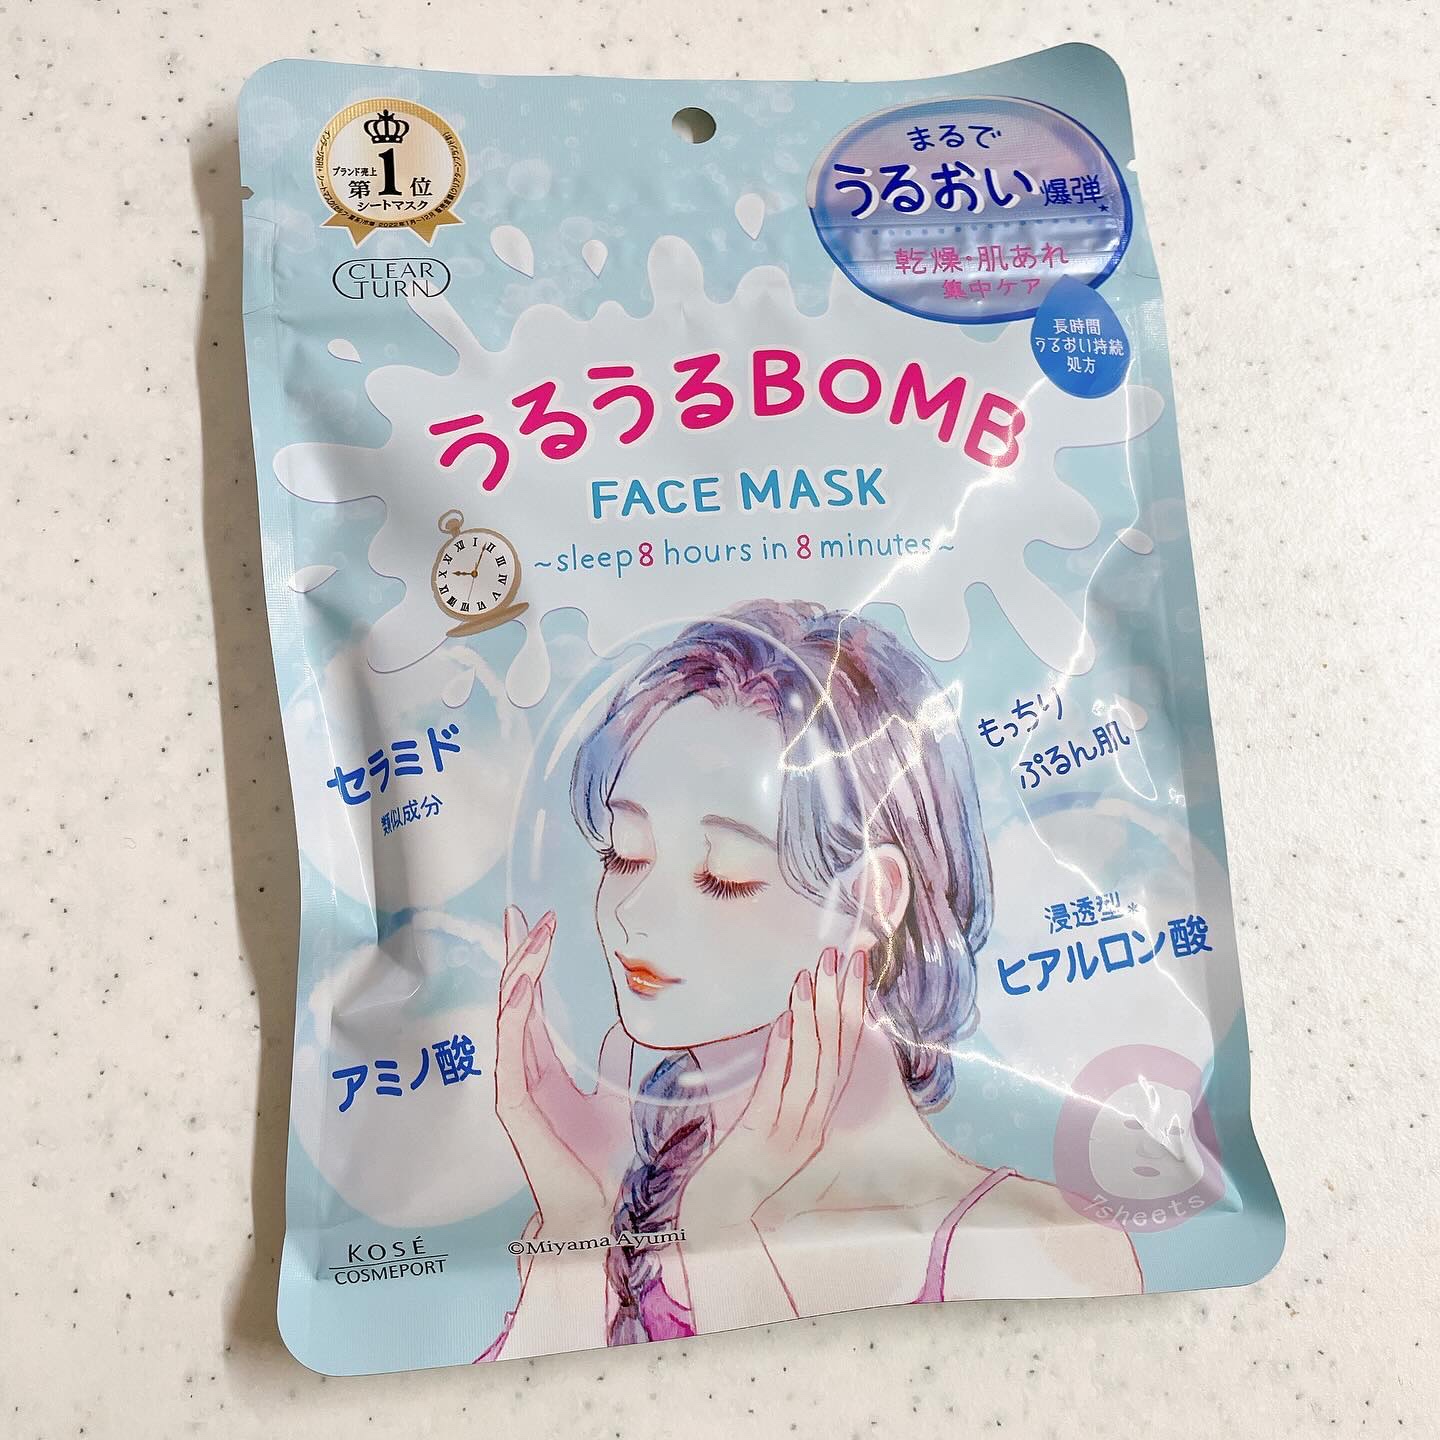 ブランド売上
第1位
シートマスク
CLEAR
TURN
まるで
うるおい爆弾*
乾燥・肌あれ
集中ケア
長時間
うるおい持続
処方
うるうるBOMB
FACE MASK
~sleep 8 hours in 8 minutes~
セラミド
類似成分
もっちり
ぷるん肌
浸透型*
ヒアルロン酸
アミノ酸
7sheets
©Miyama Ayumi
KOSÉ
COSMEPORT